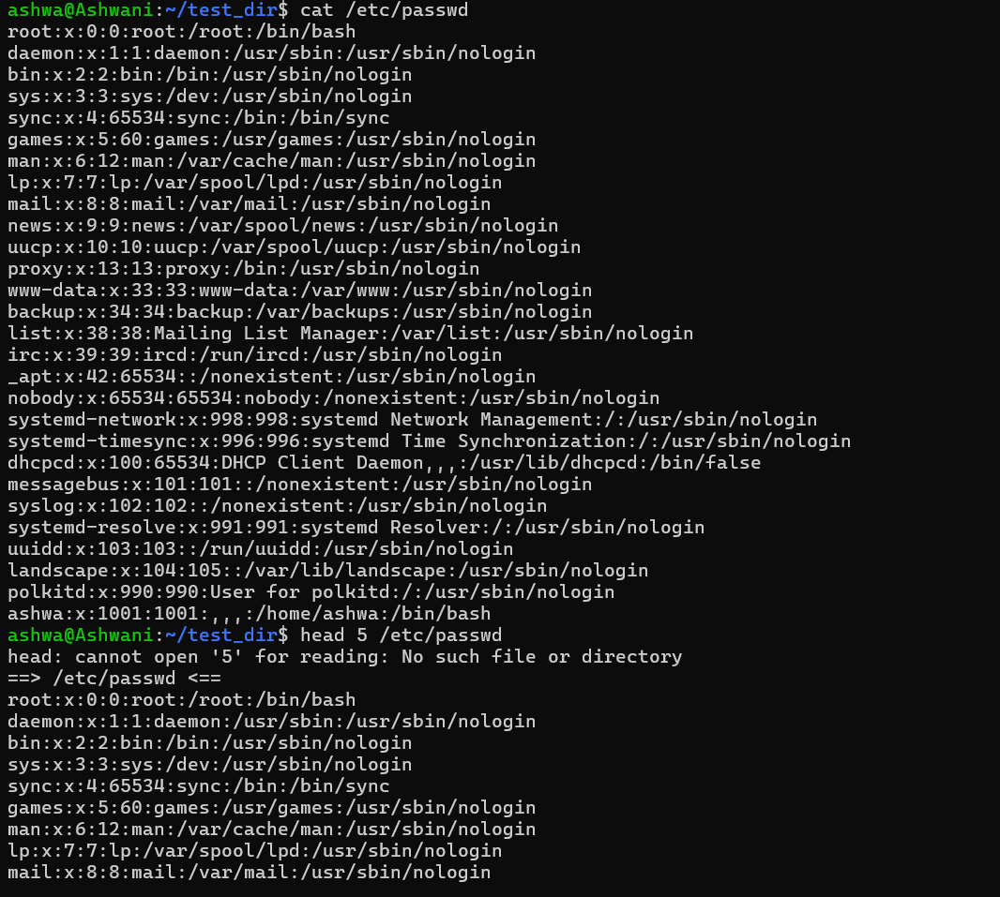 ashwa@Ashwani:~/test_dir$ cat /etc/passwd
root:x:0:0:root:/root:/bin/bash
daemon:x:1:1:daemon:/usr/sbin:/usr/sbin/nologin
bin:x:2:2:bin:/bin:/usr/sbin/nologin
sys:x:3:3:sys:/dev:/usr/sbin/nologin
sync:x:4:65534:sync:/bin:/bin/sync
games:x:5:60:games:/usr/games:/usr/sbin/nologin
man:x:6:12:man:/var/cache/man:/usr/sbin/nologin
lp:x:7:7:lp:/var/spool/lpd:/usr/sbin/nologin
mail:x:8:8:mail:/var/mail:/usr/sbin/nologin
news:x:9:9:news:/var/spool/news:/usr/sbin/nologin
uucp:x:10:10:uucp:/var/spool/uucp:/usr/sbin/nologin
proxy:x:13:13:proxy:/bin:/usr/sbin/nologin
www-data:x:33:33:www-data:/var/www:/usr/sbin/nologin
backup:x:34:34:backup:/var/backups:/usr/sbin/nologin
list:x:38:38:Mailing List Manager:/var/list:/usr/sbin/nologin
irc:x:39:39:ircd:/run/ircd:/usr/sbin/nologin
_apt:x:42:65534::/nonexistent:/usr/sbin/nologin
nobody:x:65534:65534:nobody:/nonexistent:/usr/sbin/nologin
systemd-network:x:998:998:systemd Network Management:/:/usr/sbin/nologin
systemd-timesync:x:996:996:systemd Time Synchronization:/:/usr/sbin/nologin
dhcpcd:x:100:65534:DHCP Client Daemon,,,:/usr/lib/dhcpcd:/bin/false
messagebus:x:101:101::/nonexistent:/usr/sbin/nologin
syslog:x:102:102::/nonexistent:/usr/sbin/nologin
systemd-resolve:x:991:991:systemd Resolver:/:/usr/sbin/nologin
uuidd:x:103:103::/run/uuidd:/usr/sbin/nologin
landscape:x:104:105::/var/lib/landscape:/usr/sbin/nologin
polkitd:x:990:990:User for polkitd:/:/usr/sbin/nologin
ashwa:x:1001:1001:,,,:/home/ashwa:/bin/bash
ashwa@Ashwani:~/test_dir$ head 5 /etc/passwd
head: cannot open '5' for reading: No such file or directory
==> /etc/passwd <==
root:x:0:0:root:/root:/bin/bash
daemon:x:1:1:daemon:/usr/sbin:/usr/sbin/nologin
bin:x:2:2:bin:/bin:/usr/sbin/nologin
sys:x:3:3:sys:/dev:/usr/sbin/nologin
sync:x:4:65534:sync:/bin:/bin/sync
games:x:5:60:games:/usr/games:/usr/sbin/nologin
man:x:6:12:man:/var/cache/man:/usr/sbin/nologin
lp:x:7:7:lp:/var/spool/lpd:/usr/sbin/nologin
mail:x:8:8:mail:/var/mail:/usr/sbin/nologin